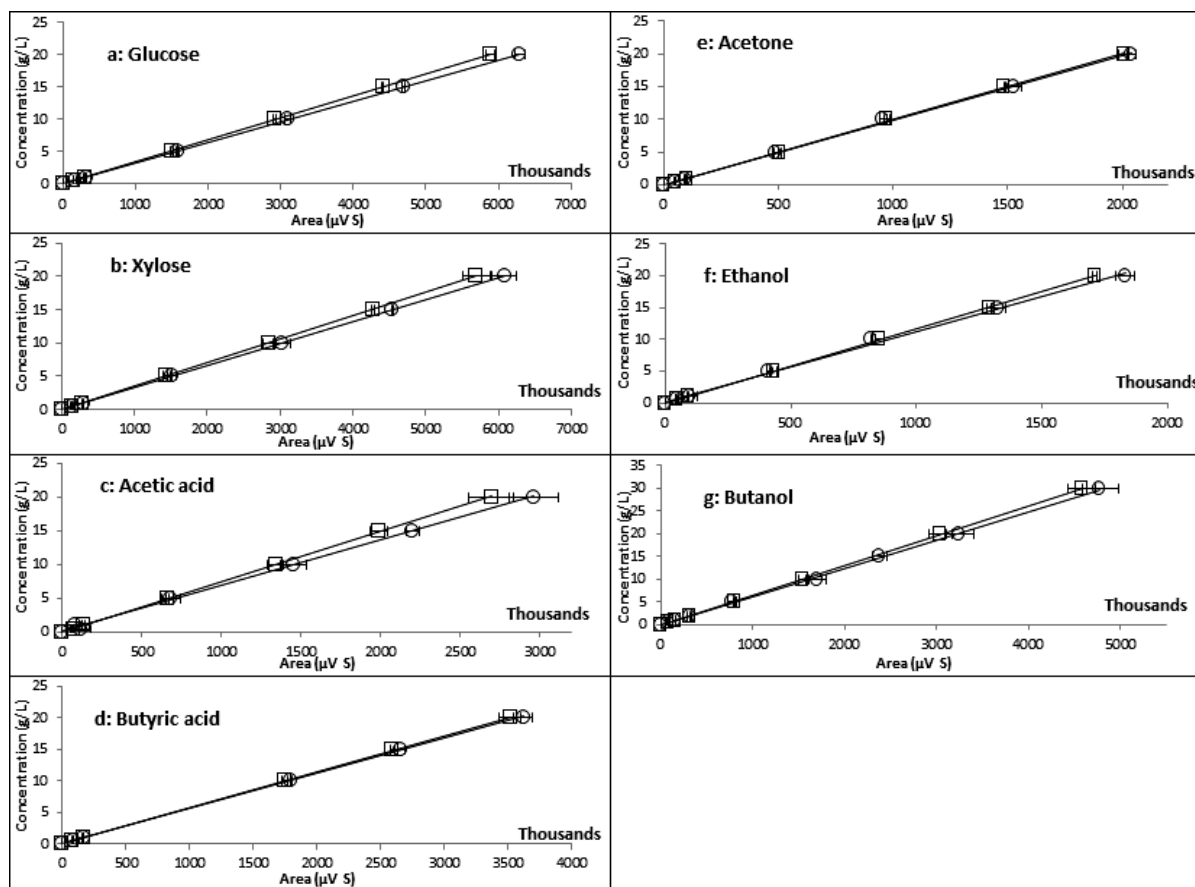 a: Glucose
Concentration (g/L)
25
20
15
10
5
0
Thousands
0 1000 2000 3000 4000 5000 6000 7000
Area (µV S)
e: Acetone
Concentration (g/L)
25
20
15
10
5
0
Thousands
0 500 1000 1500 2000
Area (µV S)
b: Xylose
Concentration (g/L)
25
20
15
10
5
0
Thousands
0 1000 2000 3000 4000 5000 6000 7000
Area (µV S)
f: Ethanol
Concentration (g/L)
25
20
15
10
5
0
Thousands
0 500 1000 1500 2000
Area (µV S)
c: Acetic acid
Concentration (g/L)
25
20
15
10
5
0
Thousands
0 500 1000 1500 2000 2500 3000
Area (µV S)
g: Butanol
Concentration (g/L)
30
25
20
15
10
5
0
Thousands
0 1000 2000 3000 4000 5000
Area (µV S)
d: Butyric acid
Concentration (g/L)
25
20
15
10
5
0
Thousands
0 500 1000 1500 2000 2500 3000 3500 4000
Area (µV S)